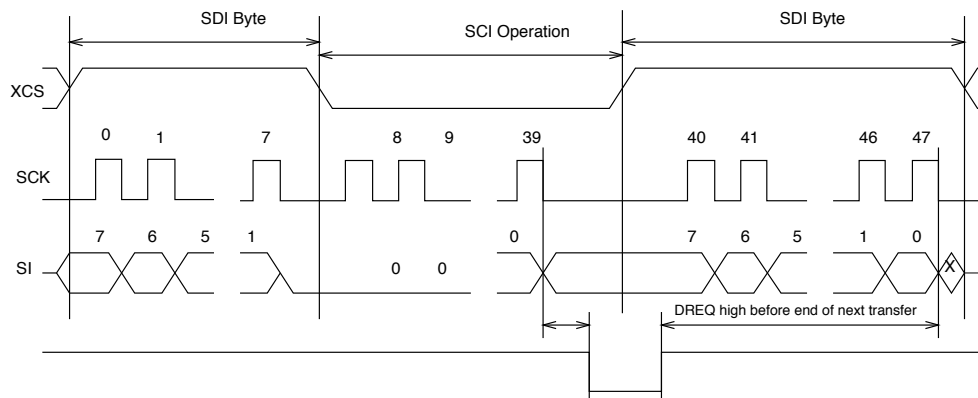 SDI Byte SCI Operation SDI Byte
XCS
0 1 7 8 9 39 40 41 46 47
SCK
7 6 5 1 0 7 6 5 1 0
SI 0 0 X
DREQ high before end of next transfer